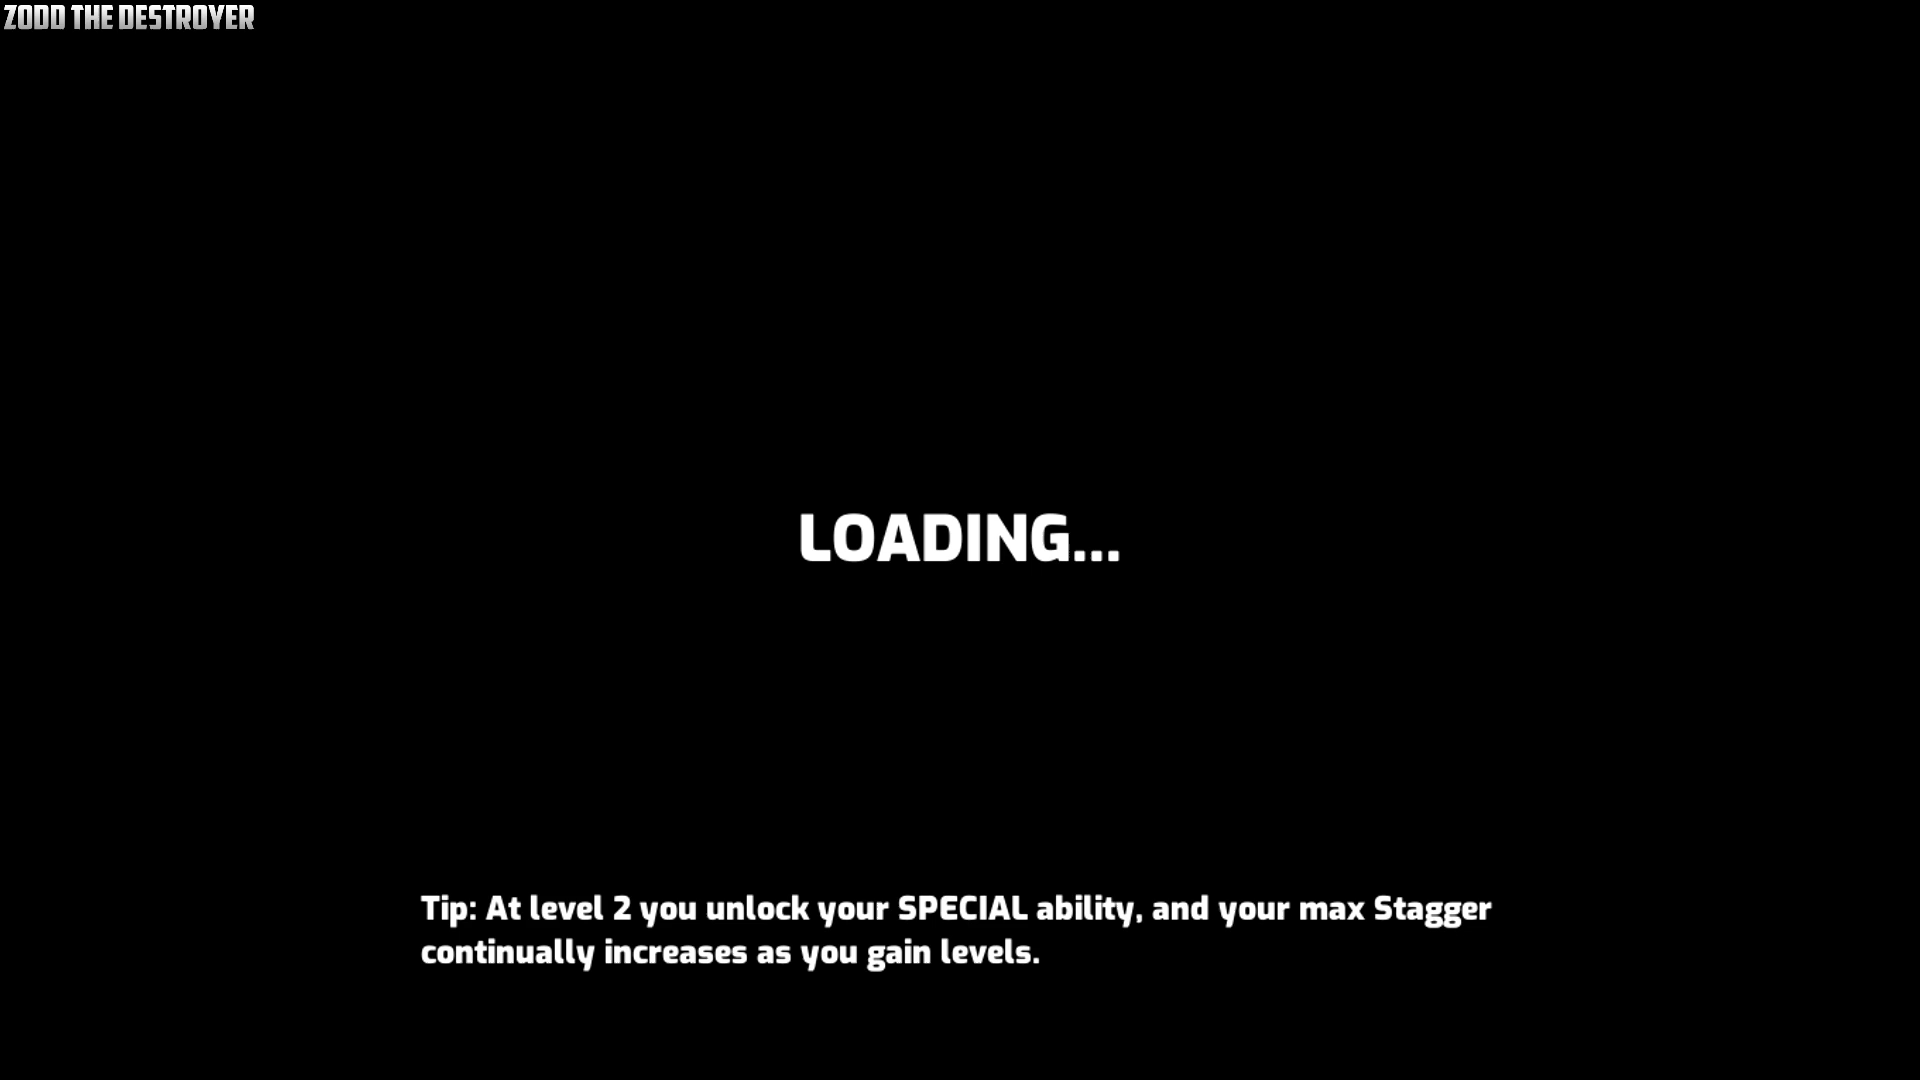 ZODD THE DESTROYER
LOADING...
Tip: At level 2 you unlock your SPECIAL ability, and your max Stagger
continually increases as you gain levels.